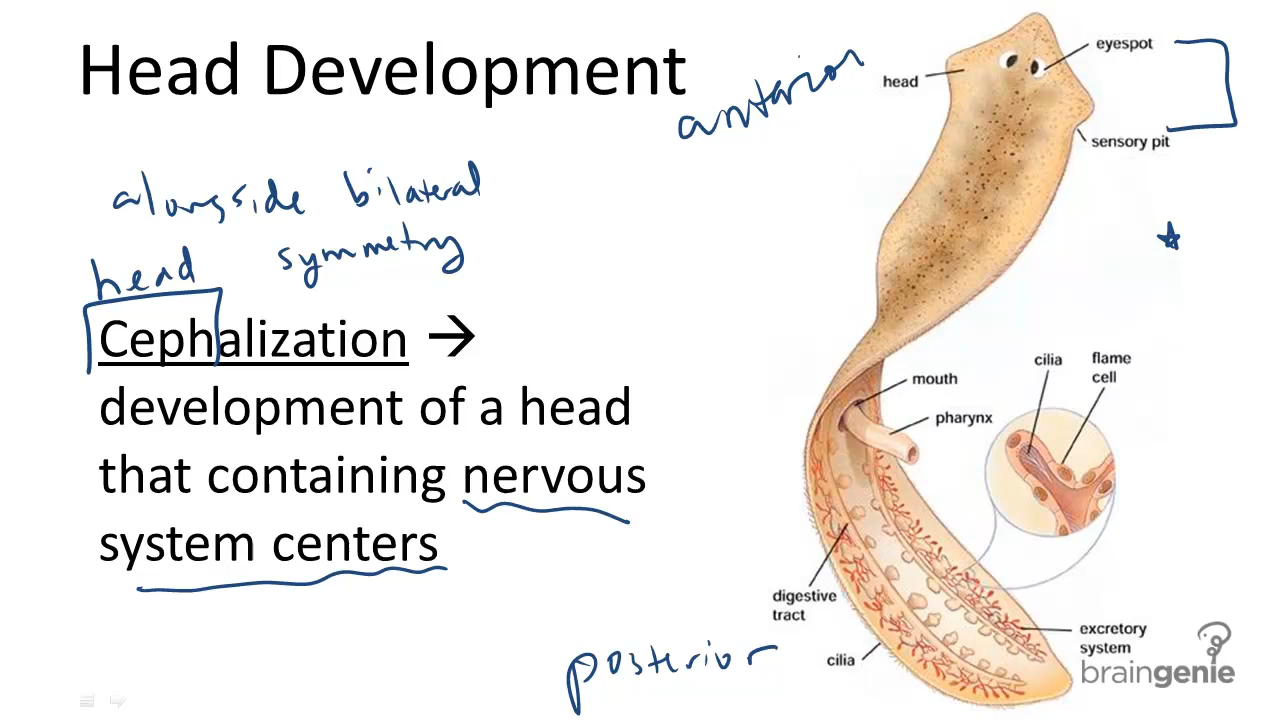 Head Development
anterior
alongside bilateral
symmetry
head
Cephalization →
development of a head
that containing nervous
system centers
posterior
eyespot
head
sensory pit
mouth
pharynx
cilia
flame
cell
digestive
tract
cilia
excretory
system
braingenie